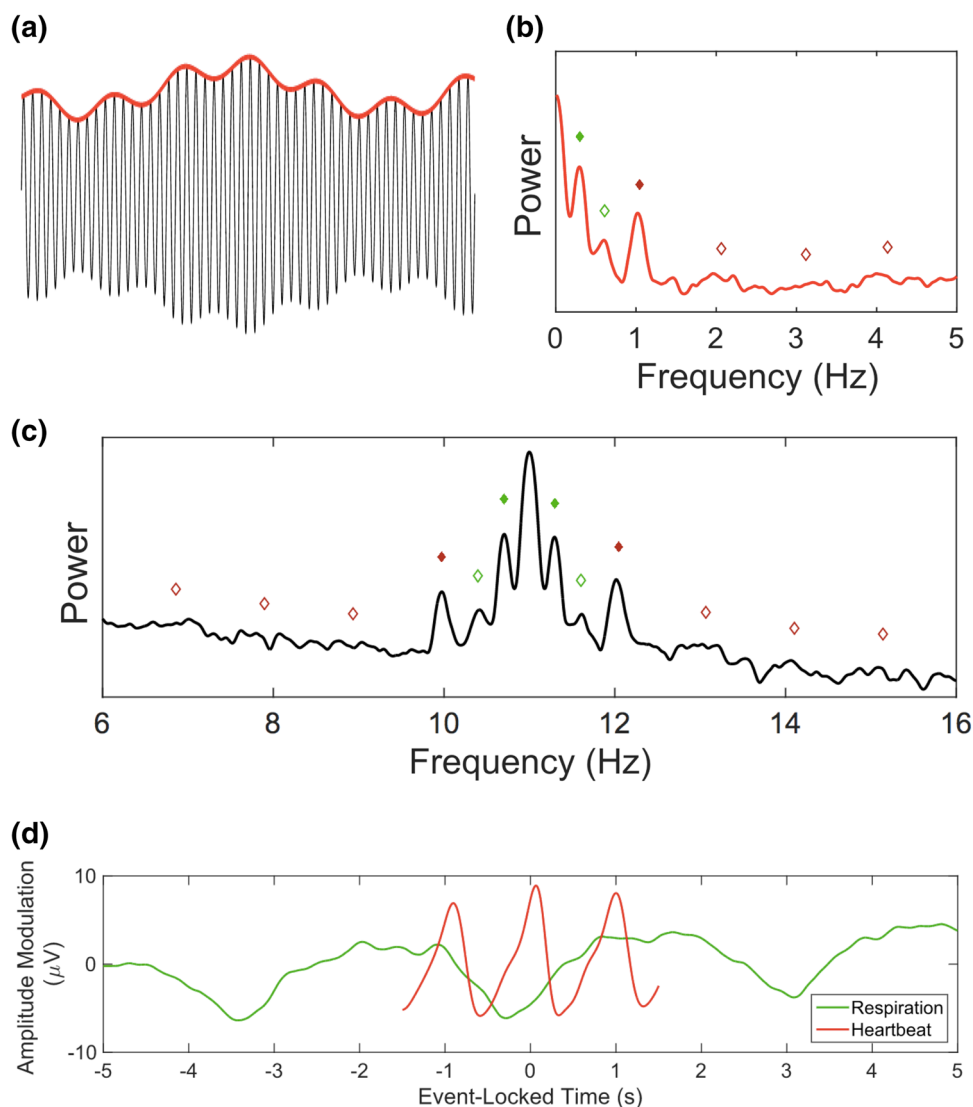 (a)
(b)
Power
0 1 2 3 4 5
Frequency (Hz)
(c)
Power
6 8 10 12 14 16
Frequency (Hz)
(d)
Amplitude Modulation
(μV)
10
0
-10
Respiration
Heartbeat
-5 -4 -3 -2 -1 0 1 2 3 4 5
Event-Locked Time (s)